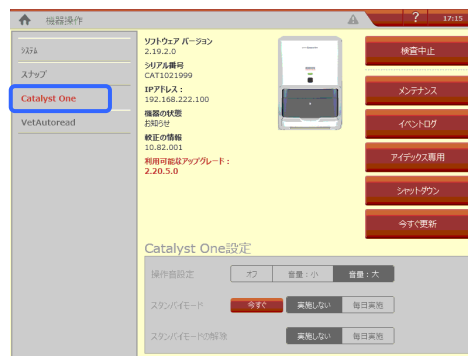 機器操作
?
17:15
システム
スナップ
Catalyst One
VetAutoread
ソフトウェア バージョン
2.19.2.0
シリアル番号
CAT1021999
IPアドレス：
192.168.222.100
機器の状態
お知らせ
較正の情報
10.82.001
利用可能なアップグレード：
2.20.5.0
検査中止
メンテナンス
イベントログ
アイデックス専用
シャットダウン
今すぐ更新
Catalyst One設定
操作音設定
オフ
音量：小
音量：大
スタンバイモード
今すぐ
実施しない
毎日実施
スタンバイモードの解除
実施しない
毎日実施